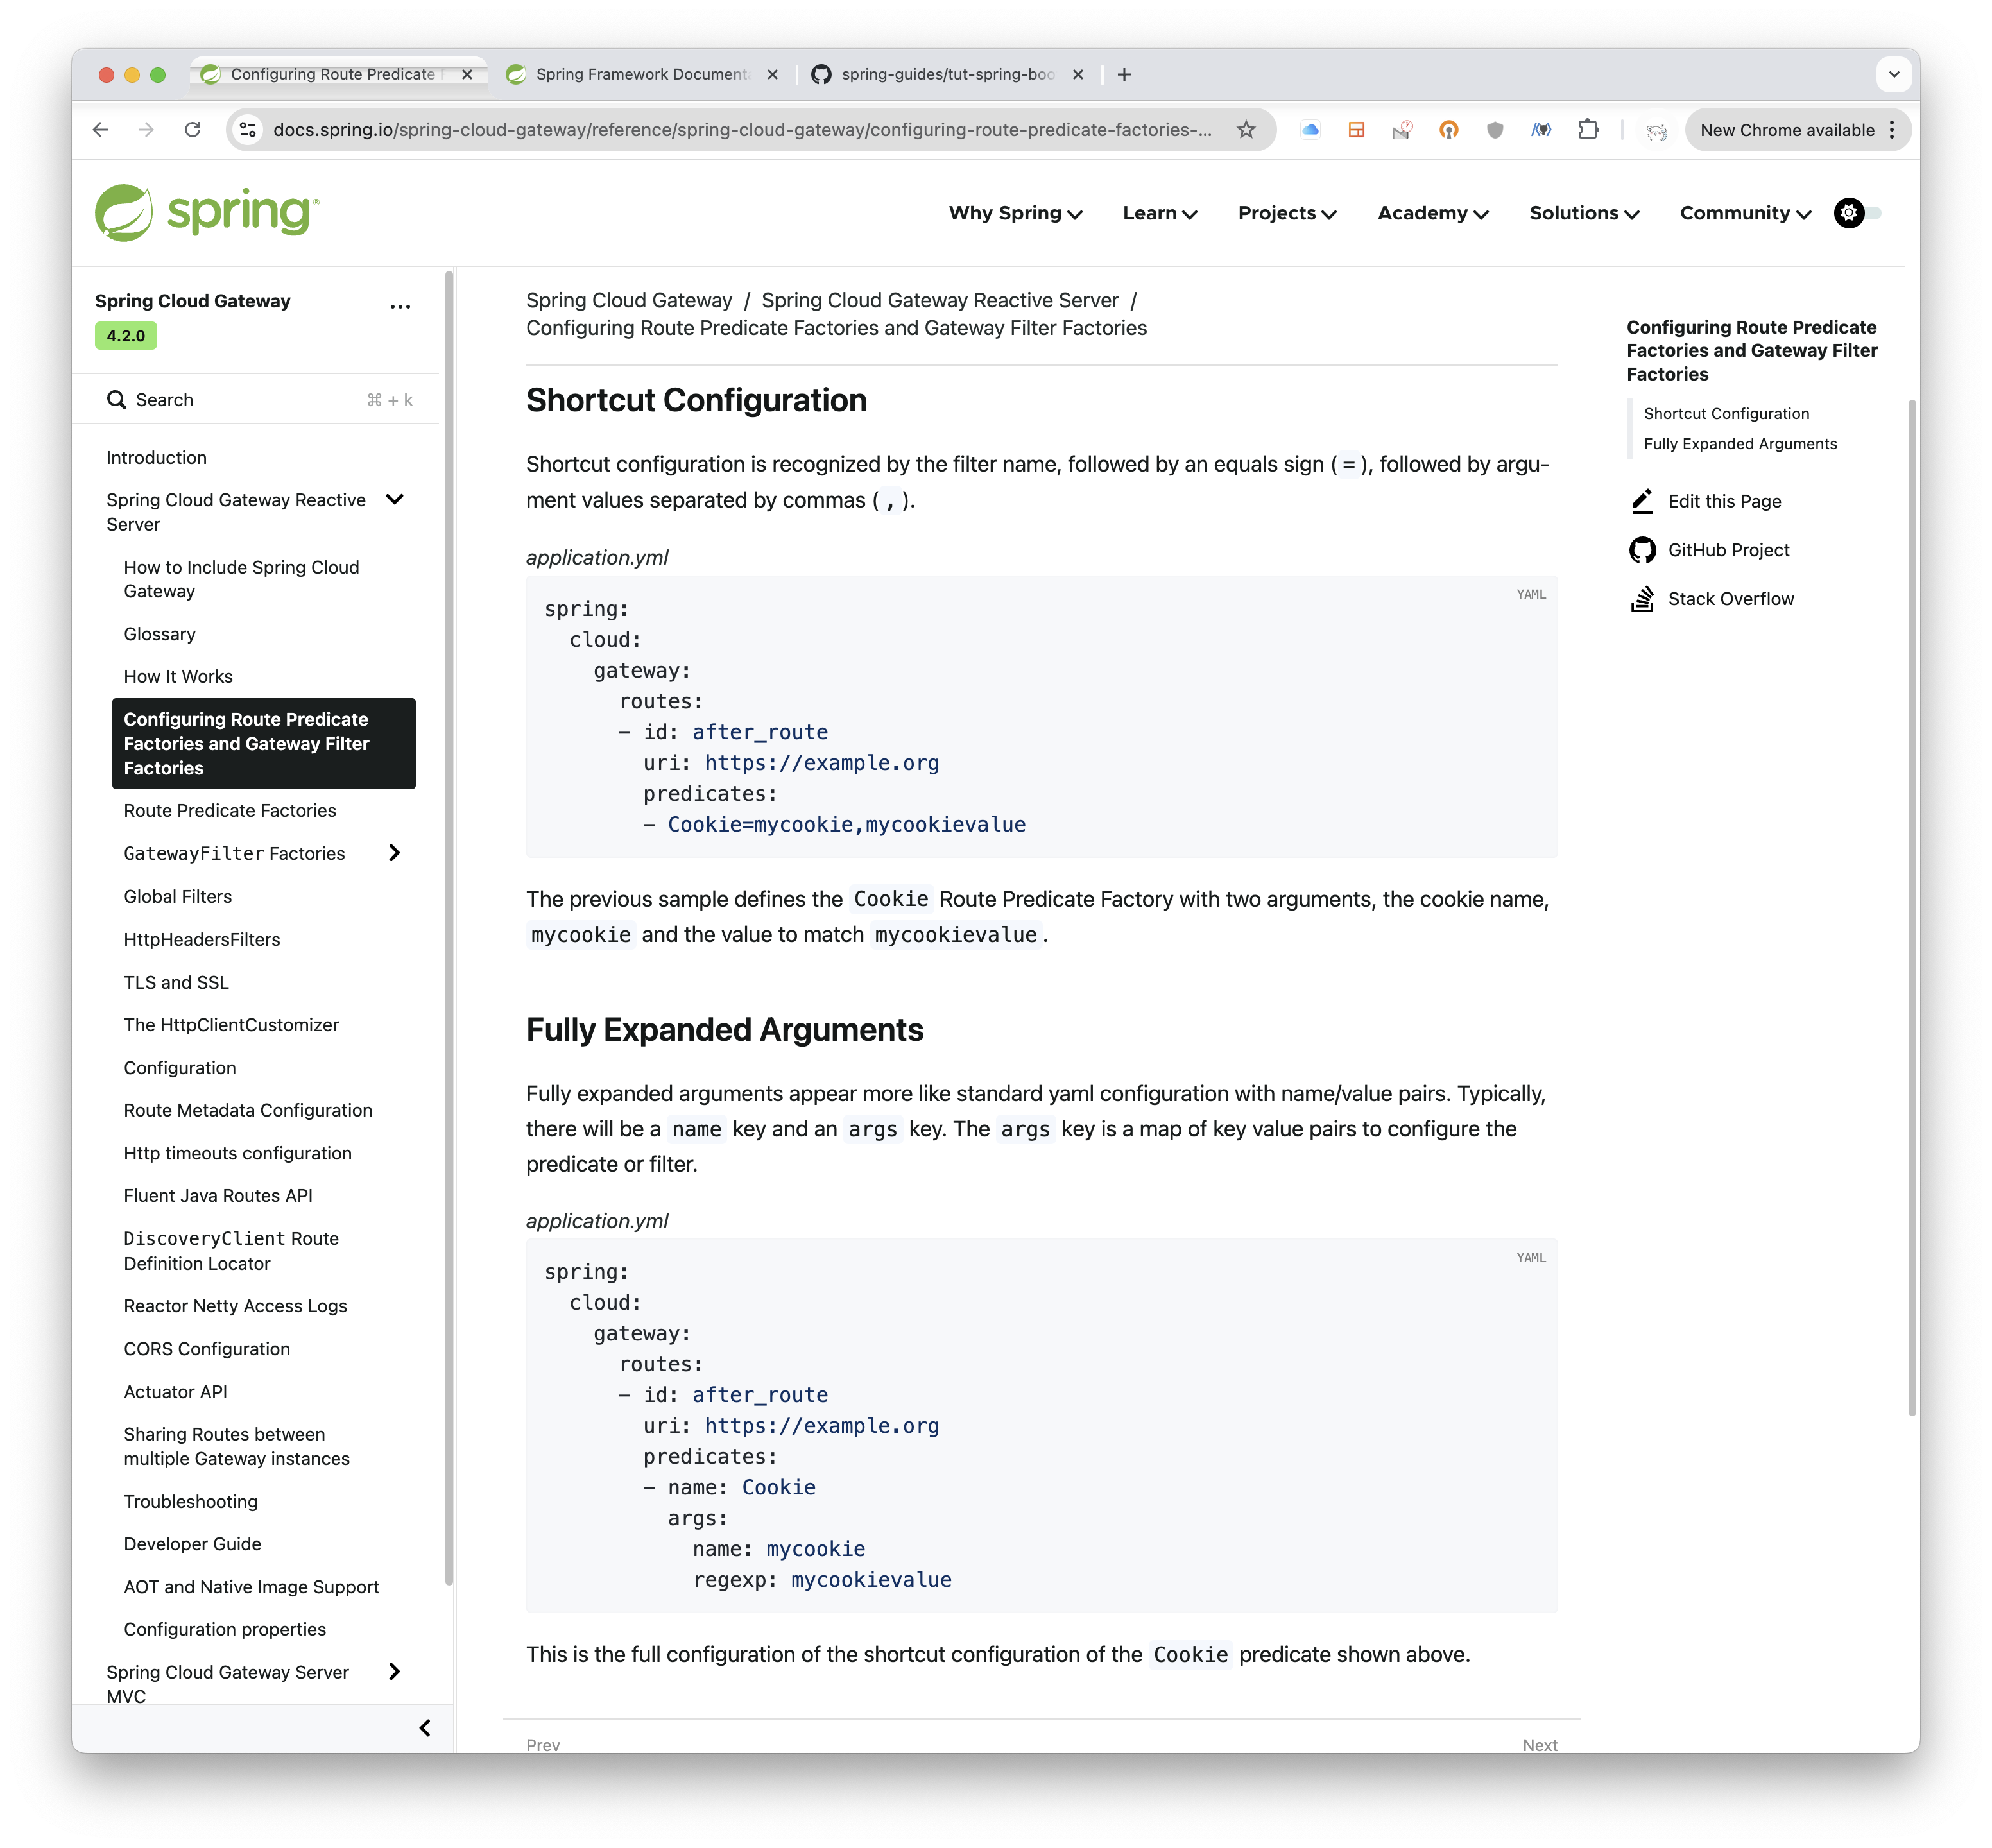 Configuring Route Predicate
Spring Framework Document
spring-guides/tut-spring-boo
docs.spring.io/spring-cloud-gateway/reference/spring-cloud-gateway/configuring-route-predicate-factories-...
New Chrome available
spring
Why Spring
Learn
Projects
Academy
Solutions
Community
Spring Cloud Gateway
...
4.2.0
Search
⌘ + k
Introduction
Spring Cloud Gateway Reactive
Server
How to Include Spring Cloud
Gateway
Glossary
How It Works
Configuring Route Predicate
Factories and Gateway Filter
Factories
Route Predicate Factories
GatewayFilter Factories
Global Filters
HttpHeadersFilters
TLS and SSL
The HttpClientCustomizer
Configuration
Route Metadata Configuration
Http timeouts configuration
Fluent Java Routes API
DiscoveryClient Route
Definition Locator
Reactor Netty Access Logs
CORS Configuration
Actuator API
Sharing Routes between
multiple Gateway instances
Troubleshooting
Developer Guide
AOT and Native Image Support
Configuration properties
Spring Cloud Gateway Server
MVC
Spring Cloud Gateway / Spring Cloud Gateway Reactive Server /
Configuring Route Predicate Factories and Gateway Filter Factories
Shortcut Configuration
Shortcut configuration is recognized by the filter name, followed by an equals sign (=), followed by argu-
ment values separated by commas (,).
application.yml
YAML
spring:
  cloud:
    gateway:
      routes:
      - id: after_route
        uri: https://example.org
        predicates:
        - Cookie=mycookie,mycookievalue
The previous sample defines the Cookie Route Predicate Factory with two arguments, the cookie name,
mycookie and the value to match mycookievalue.
Fully Expanded Arguments
Fully expanded arguments appear more like standard yaml configuration with name/value pairs. Typically,
there will be a name key and an args key. The args key is a map of key value pairs to configure the
predicate or filter.
application.yml
YAML
spring:
  cloud:
    gateway:
      routes:
      - id: after_route
        uri: https://example.org
        predicates:
        - name: Cookie
          args:
            name: mycookie
            regexp: mycookievalue
This is the full configuration of the shortcut configuration of the Cookie predicate shown above.
Prev
Next
Configuring Route Predicate
Factories and Gateway Filter
Factories
Shortcut Configuration
Fully Expanded Arguments
Edit this Page
GitHub Project
Stack Overflow